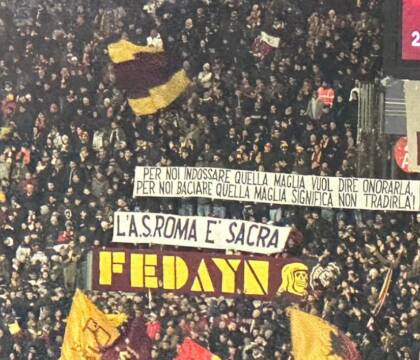 2
PER NOI INDOSSARE QUELLA MAGLIA VUOL DIRE ONORARLA,
PER NOI BACIARE QUELLA MAGLIA SIGNIFICA NON TRADIRLA!
L'A.S.ROMA E' SACRA
FEDAYN